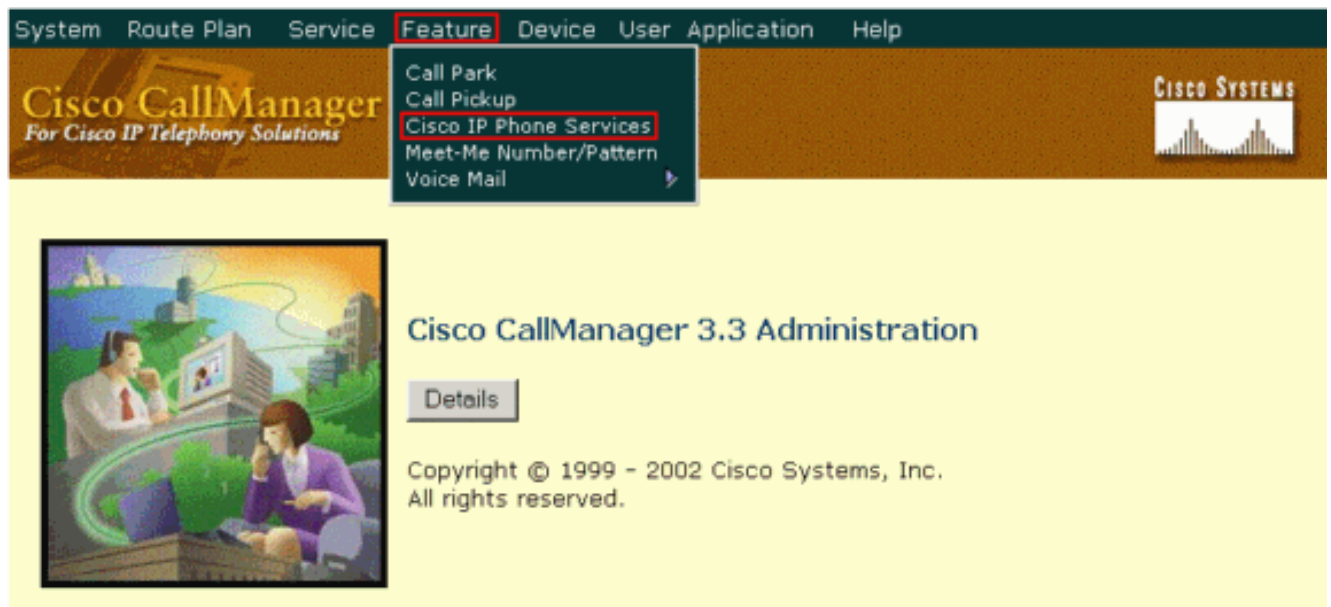 System Route Plan Service Feature Device User Application Help
Call Park
Call Pickup
Cisco IP Phone Services
Meet-Me Number/Pattern
Voice Mail
Cisco CallManager
For Cisco IP Telephony Solutions
CISCO SYSTEMS
Cisco CallManager 3.3 Administration
Details
Copyright © 1999 - 2002 Cisco Systems, Inc.
All rights reserved.